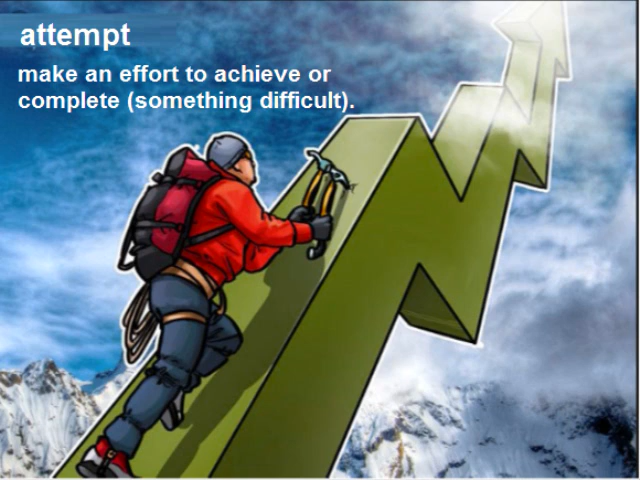 attempt
make an effort to achieve or
complete (something difficult).